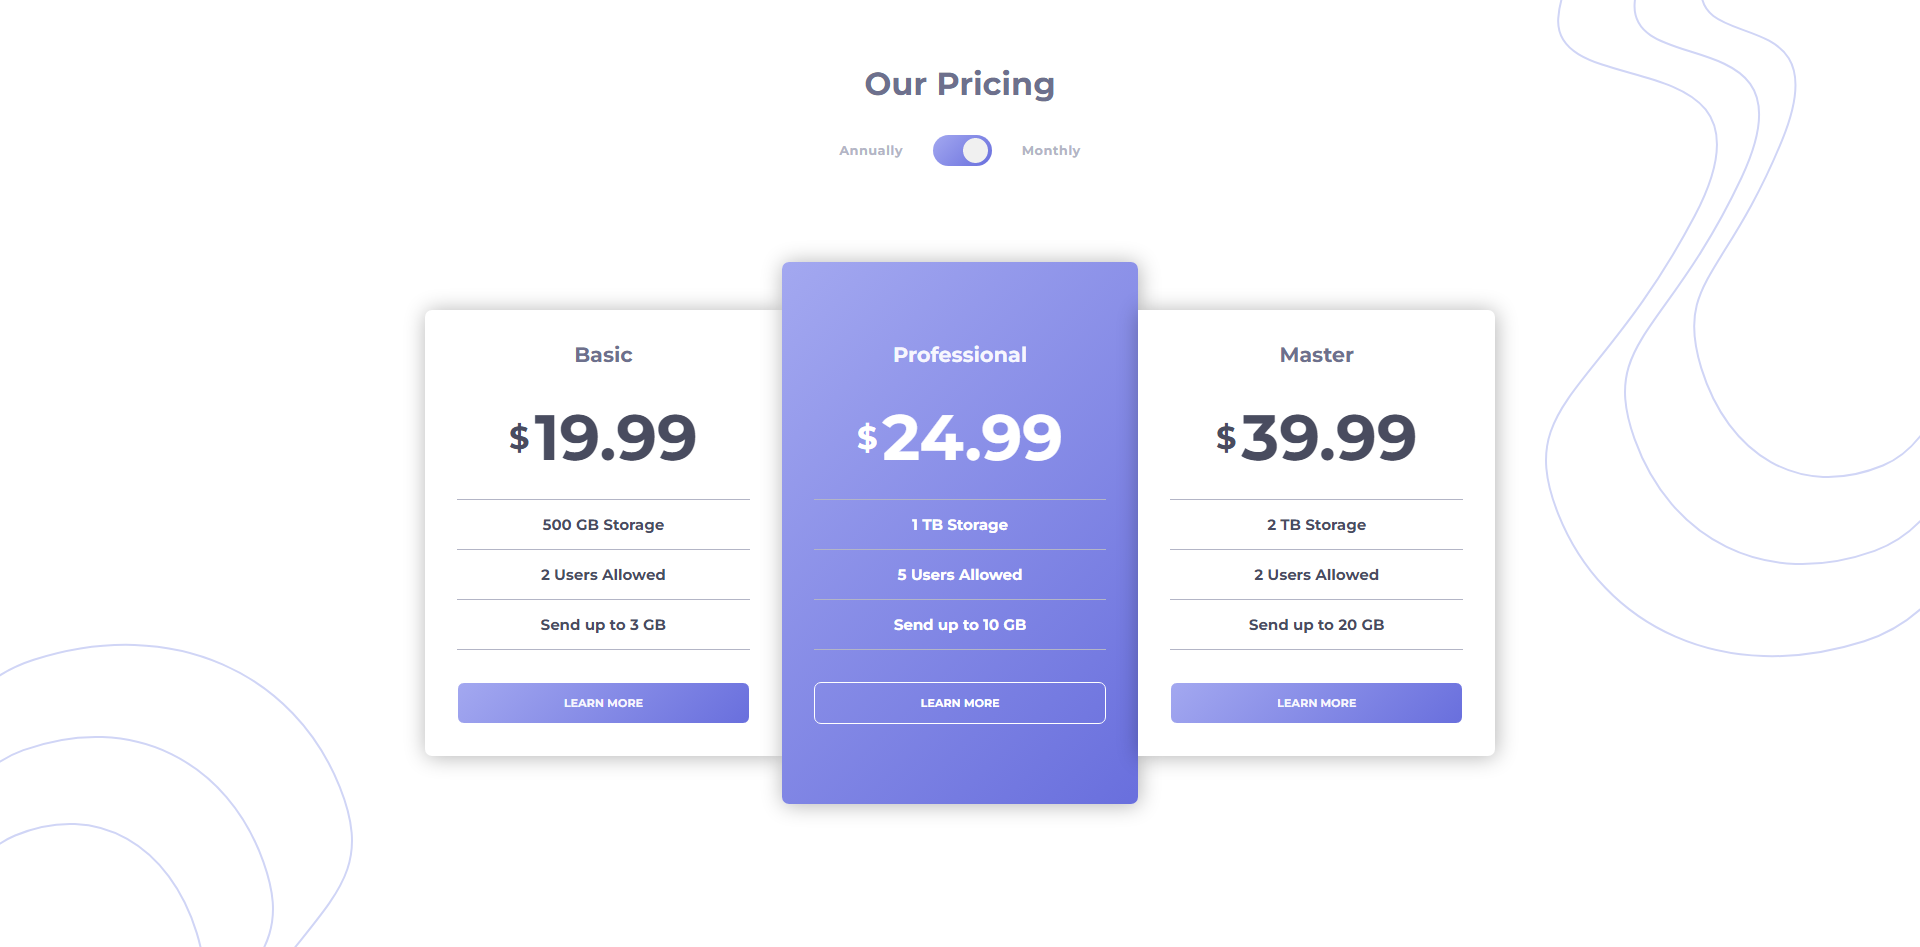 Our Pricing
Annually
Monthly
Basic
$19.99
500 GB Storage
2 Users Allowed
Send up to 3 GB
LEARN MORE
Professional
$24.99
1 TB Storage
5 Users Allowed
Send up to 10 GB
LEARN MORE
Master
$39.99
2 TB Storage
2 Users Allowed
Send up to 20 GB
LEARN MORE